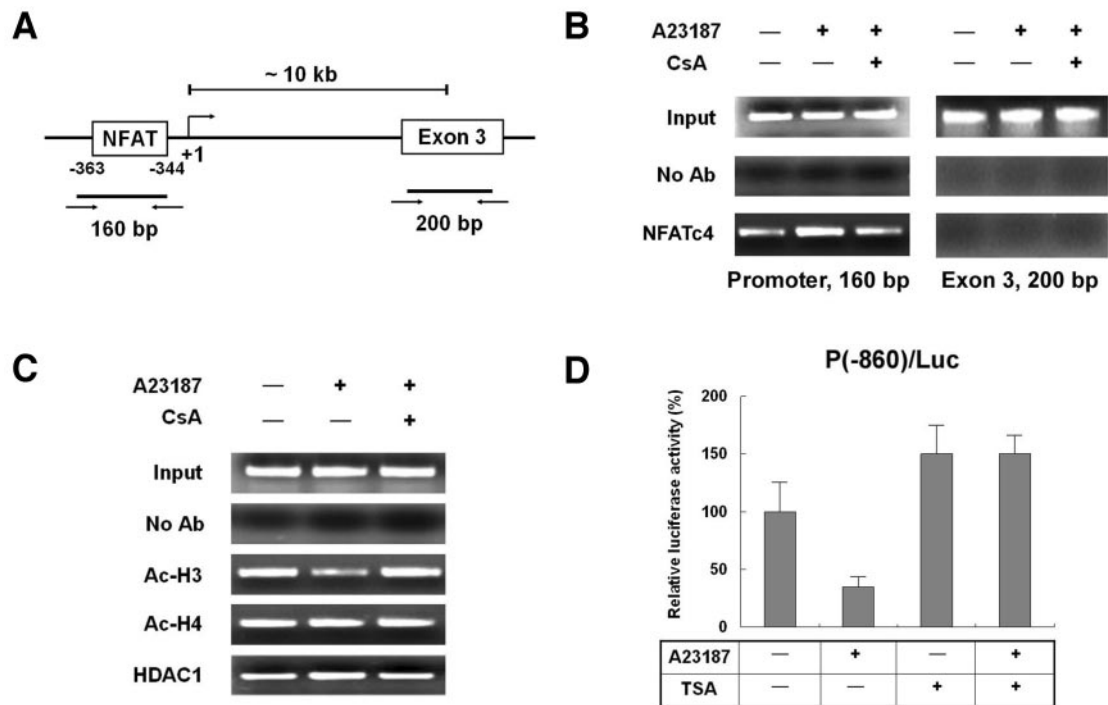 A
~ 10 kb
NFAT
Exon 3
-363
-344
+1
160 bp
200 bp
B
A23187 — + + — + +
CsA — — + — — +
Input
No Ab
NFATc4
Promoter, 160 bp
Exon 3, 200 bp
C
A23187 — + +
CsA — — +
Input
No Ab
Ac-H3
Ac-H4
HDAC1
D
P(-860)/Luc
Relative luciferase activity (%)
200
150
100
50
0
A23187 — + — +
TSA — — + +